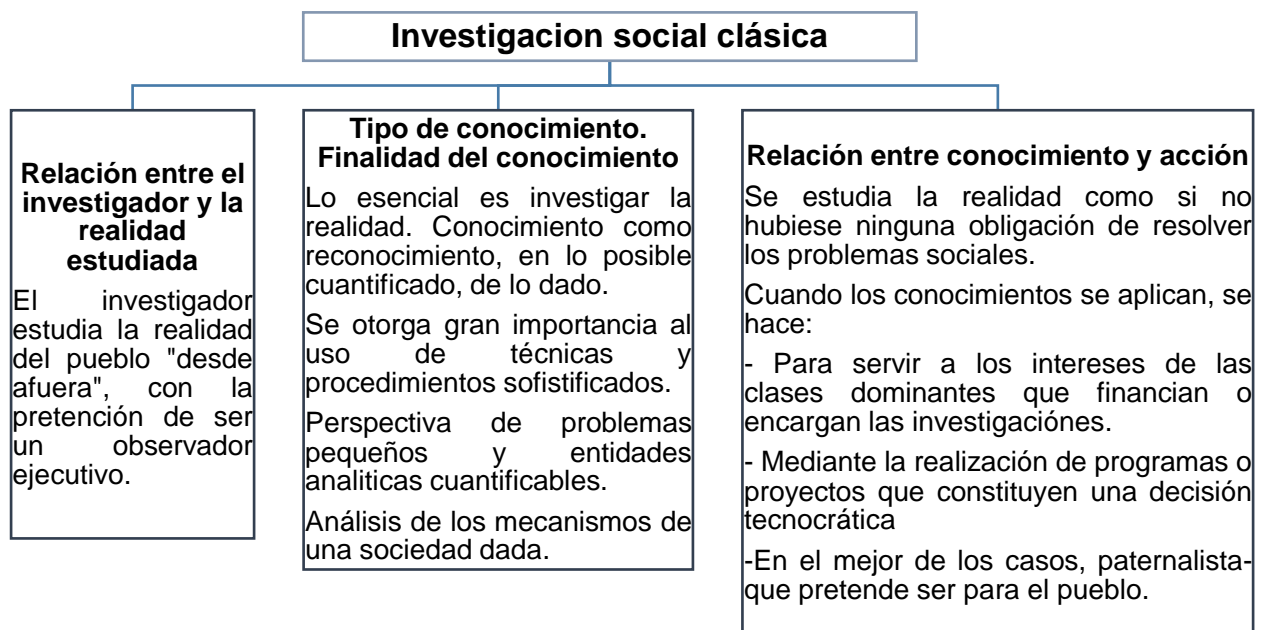 Investigacion social clásica
Relación entre el
investigador y la
realidad
estudiada
El investigador
estudia la realidad
del pueblo "desde
afuera", con la
pretención de ser
un observador
ejecutivo.
Tipo de conocimiento.
Finalidad del conocimiento
Lo esencial es investigar la
realidad. Conocimiento como
reconocimiento, en lo posible
cuantificado, de lo dado.
Se otorga gran importancia al
uso de técnicas y
procedimientos sofistificados.
Perspectiva de problemas
pequeños y entidades
analiticas cuantificables.
Análisis de los mecanismos de
una sociedad dada.
Relación entre conocimiento y acción
Se estudia la realidad como si no
hubiese ninguna obligación de resolver
los problemas sociales.
Cuando los conocimientos se aplican, se
hace:
- Para servir a los intereses de las
clases dominantes que financian o
encargan las investigaciónes.
- Mediante la realización de programas o
proyectos que constituyen una decisión
tecnocrática
-En el mejor de los casos, paternalista-
que pretende ser para el pueblo.